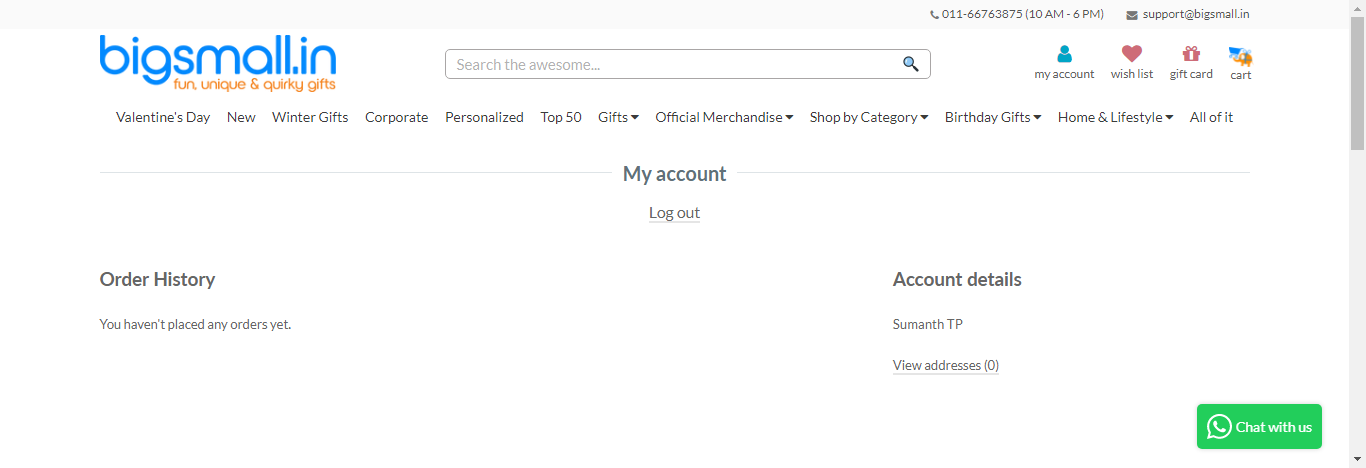 011-66763875 (10 AM - 6 PM) support@bigsmall.in
bigsmall.in
fun, unique & quirky gifts
Search the awesome...
my account wish list gift card cart
Valentine's Day New Winter Gifts Corporate Personalized Top 50 Gifts Official Merchandise Shop by Category Birthday Gifts Home & Lifestyle All of it
My account
Log out
Order History
You haven't placed any orders yet.
Account details
Sumanth TP
View addresses (0)
Chat with us